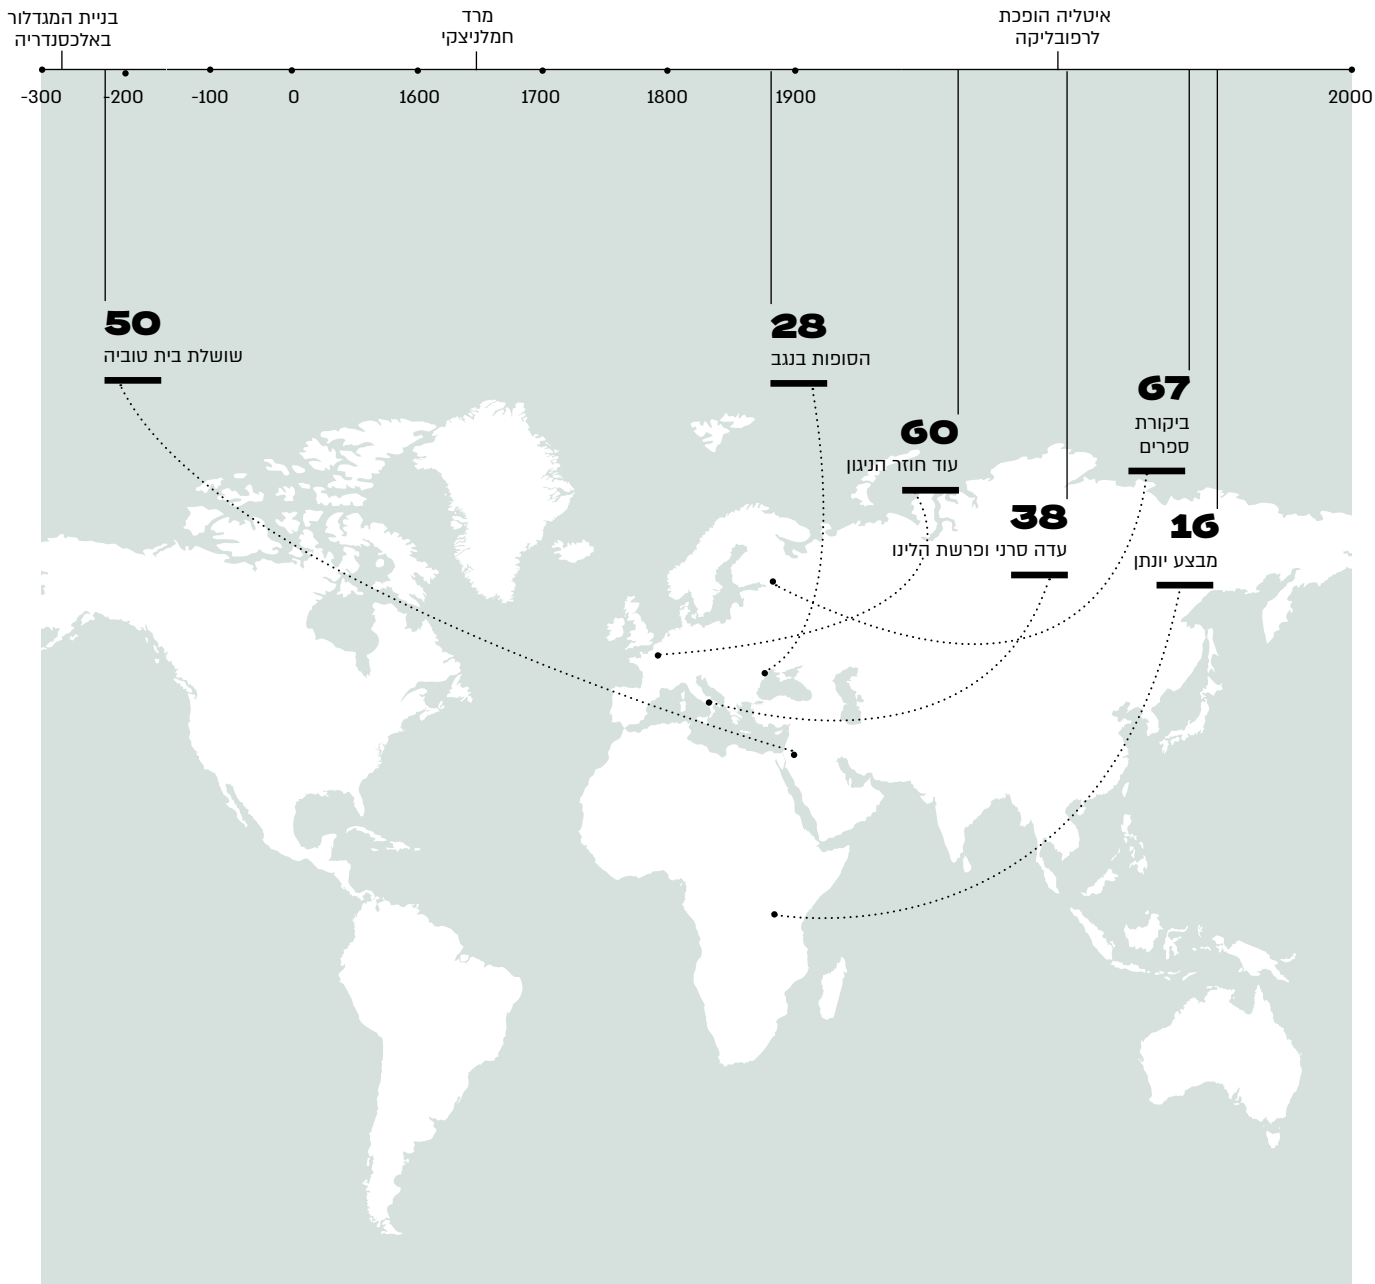 בניית המגדלור
באלכסנדריה
מרד
חמלניצקי
איטליה הופכת
לרפובליקה
-300
-200
-100
0
1600
1700
1800
1900
2000
50
שושלת בית טוביה
28
הסופות בנגב
60
עוד חוזר הניגון
67
ביקורת
ספרים
38
עדה סרני ופרשת הלינו
16
מבצע יונתן